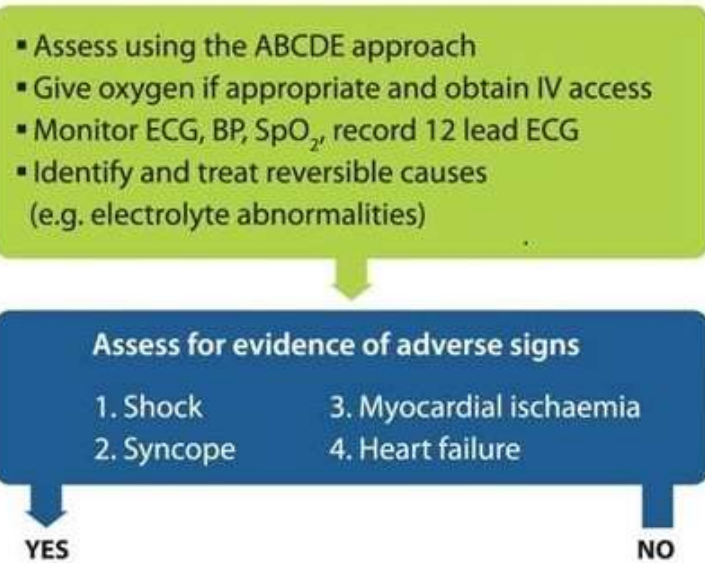 ▪ Assess using the ABCDE approach
▪ Give oxygen if appropriate and obtain IV access
▪ Monitor ECG, BP, SpO₂, record 12 lead ECG
▪ Identify and treat reversible causes
(e.g. electrolyte abnormalities)
Assess for evidence of adverse signs
1. Shock
2. Syncope
3. Myocardial ischaemia
4. Heart failure
YES
NO